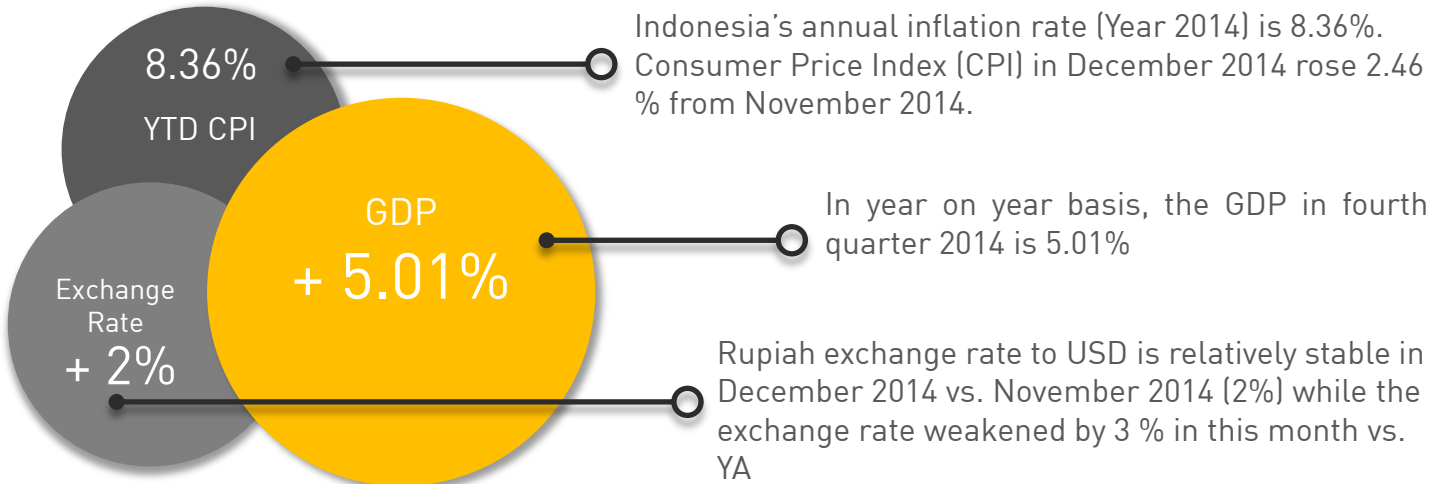 8.36%
YTD CPI
GDP
+ 5.01%
Exchange
Rate
+ 2%
Indonesia’s annual inflation rate (Year 2014) is 8.36%.
Consumer Price Index (CPI) in December 2014 rose 2.46
% from November 2014.
In year on year basis, the GDP in fourth
quarter 2014 is 5.01%
Rupiah exchange rate to USD is relatively stable in
December 2014 vs. November 2014 (2%) while the
exchange rate weakened by 3 % in this month vs.
YA